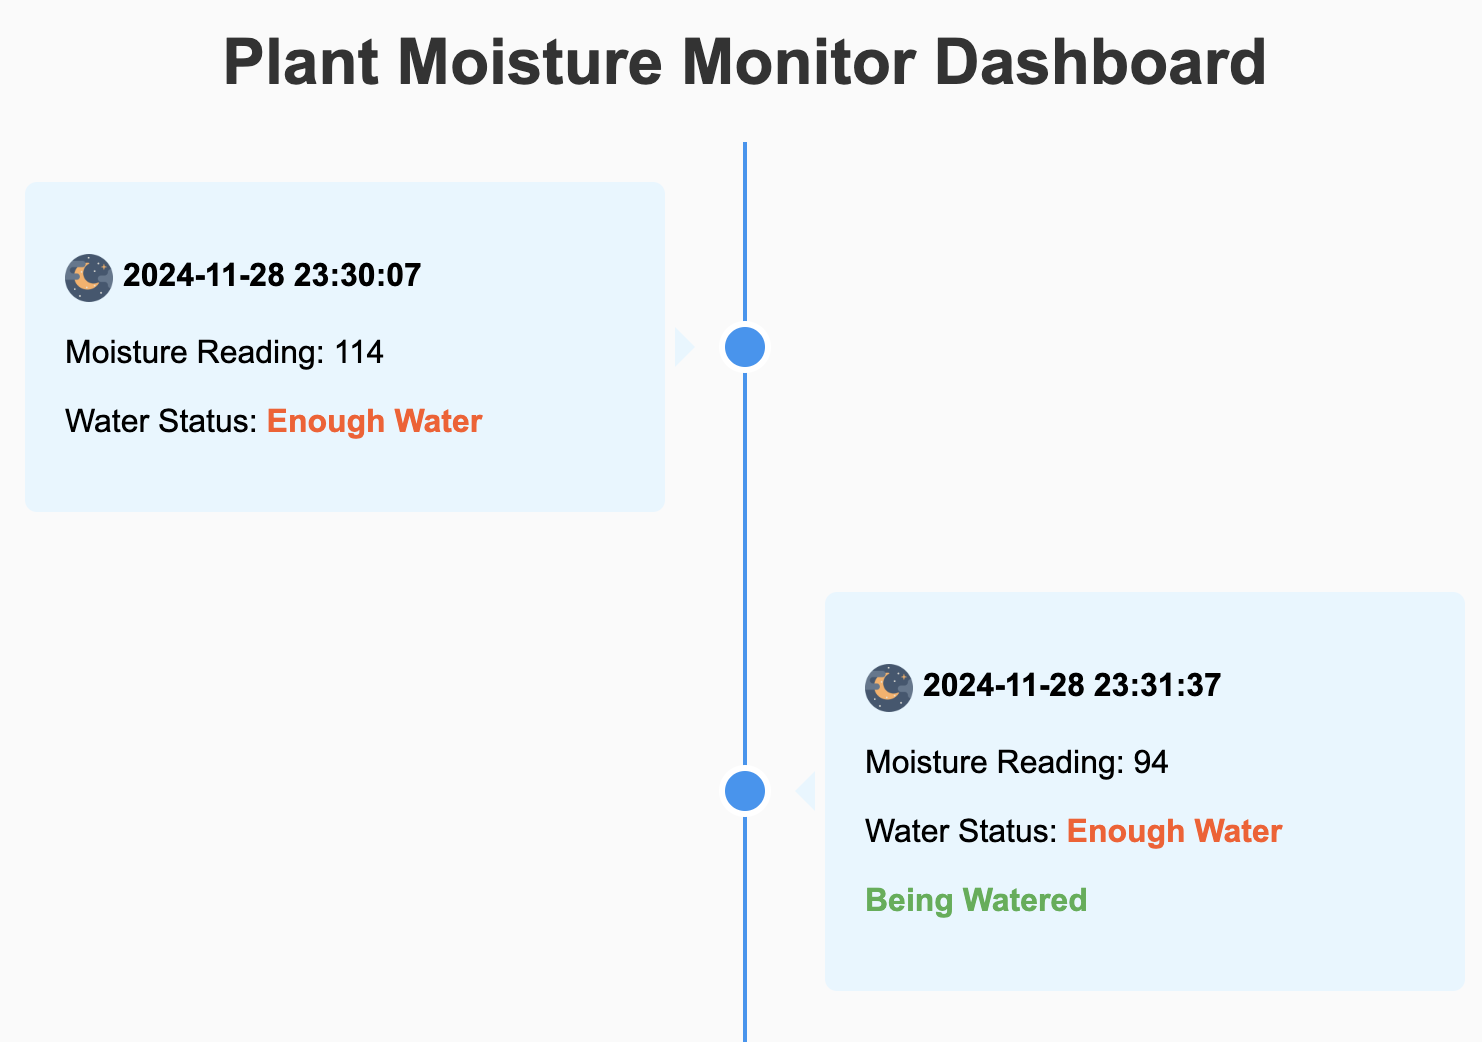 Plant Moisture Monitor Dashboard
2024-11-28 23:30:07
Moisture Reading: 114
Water Status: Enough Water
2024-11-28 23:31:37
Moisture Reading: 94
Water Status: Enough Water
Being Watered